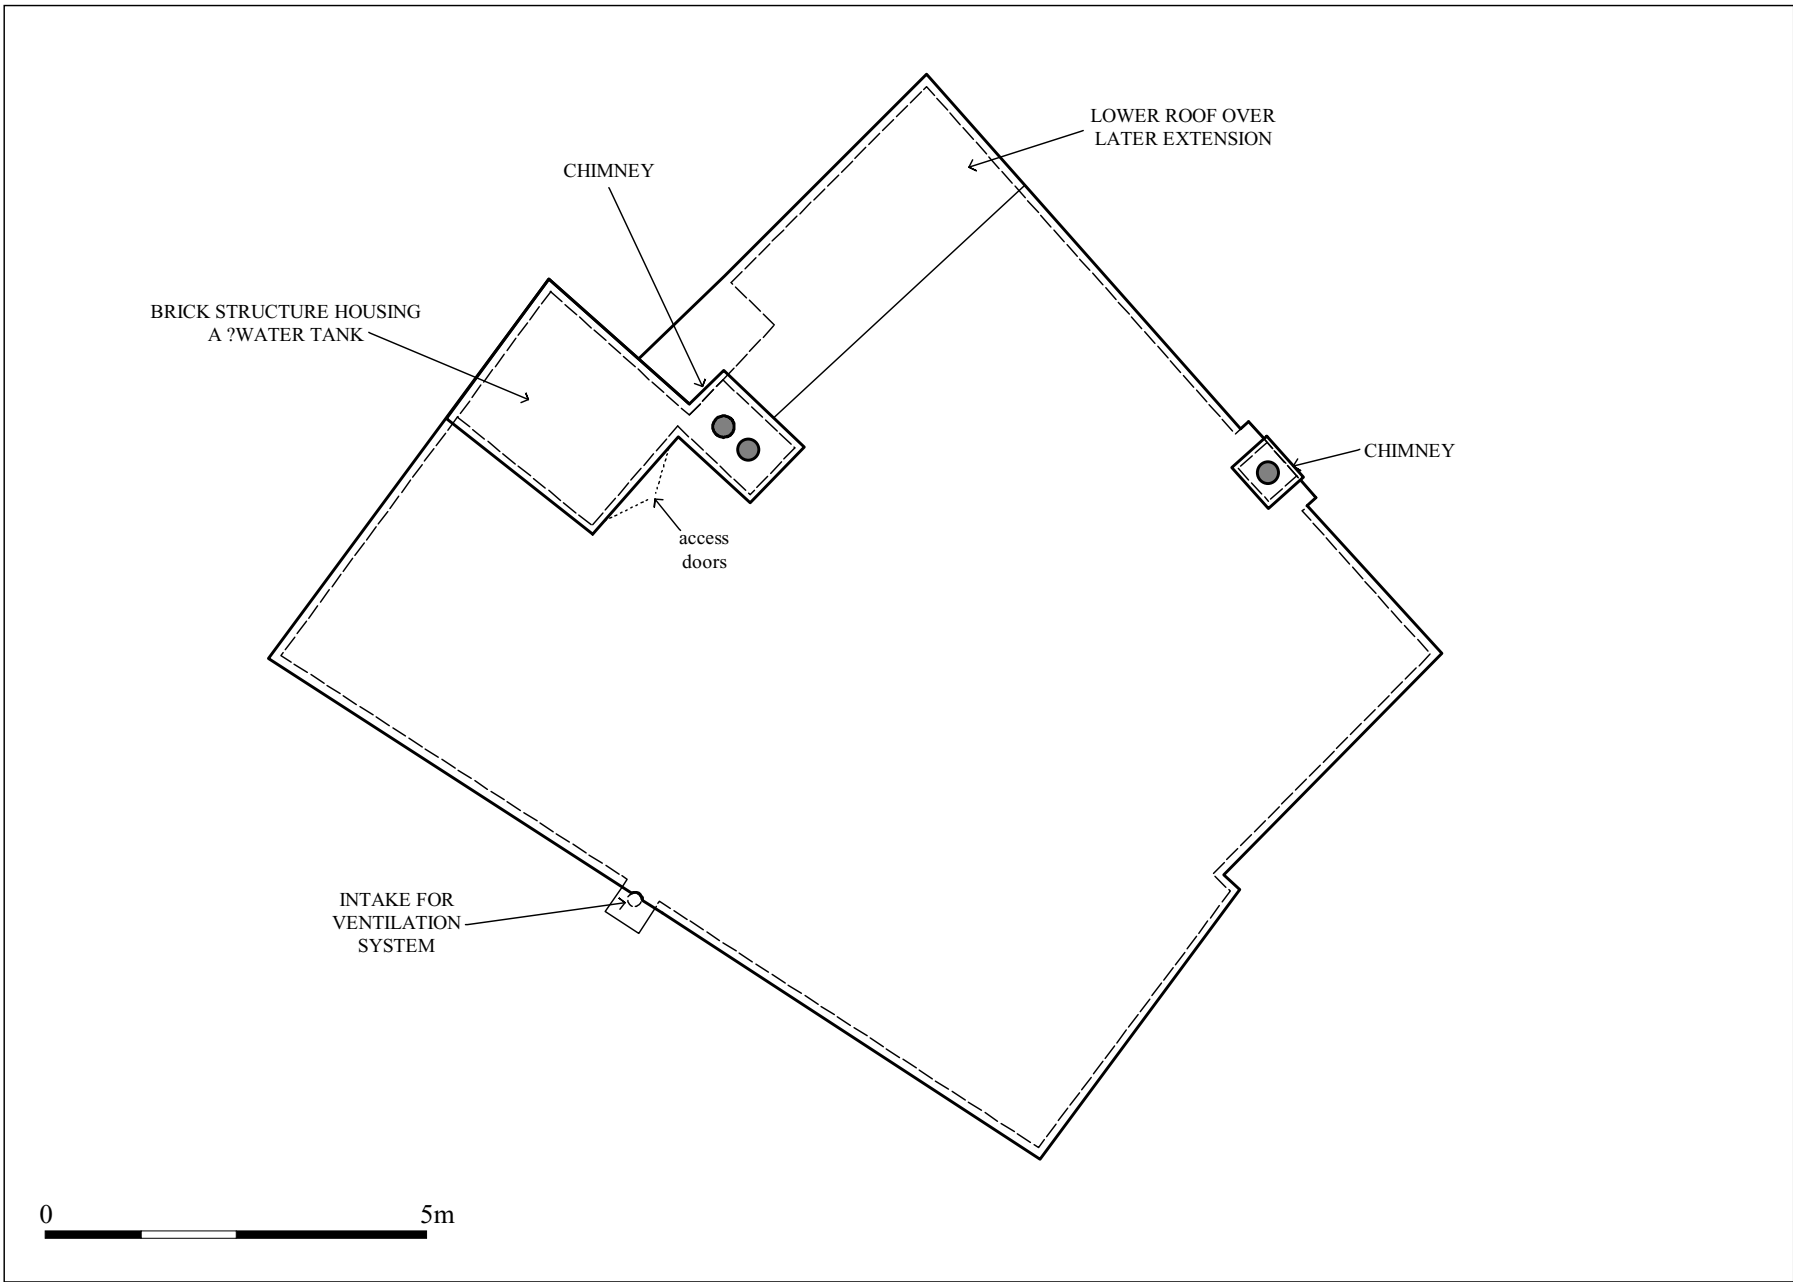 LOWER ROOF OVER
LATER EXTENSION
CHIMNEY
BRICK STRUCTURE HOUSING
A ?WATER TANK
CHIMNEY
access
doors
INTAKE FOR
VENTILATION
SYSTEM
0 5m